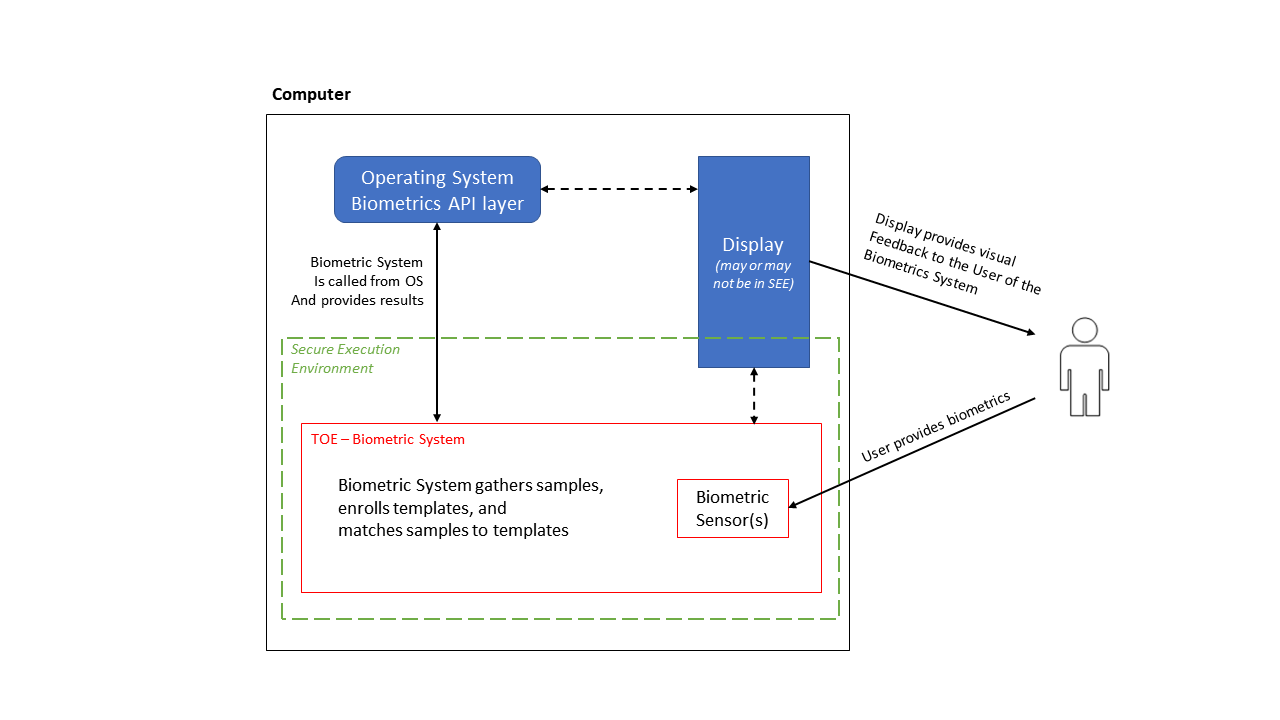 Computer
Operating System
Biometrics API layer
Display
(may or may
not be in SEE)
Biometric System
Is called from OS
And provides results
Display provides visual
Feedback to the User of the
Biometrics System
Secure Execution
Environment
User provides biometrics
TOE – Biometric System
Biometric System gathers samples,
enrolls templates, and
matches samples to templates
Biometric
Sensor(s)